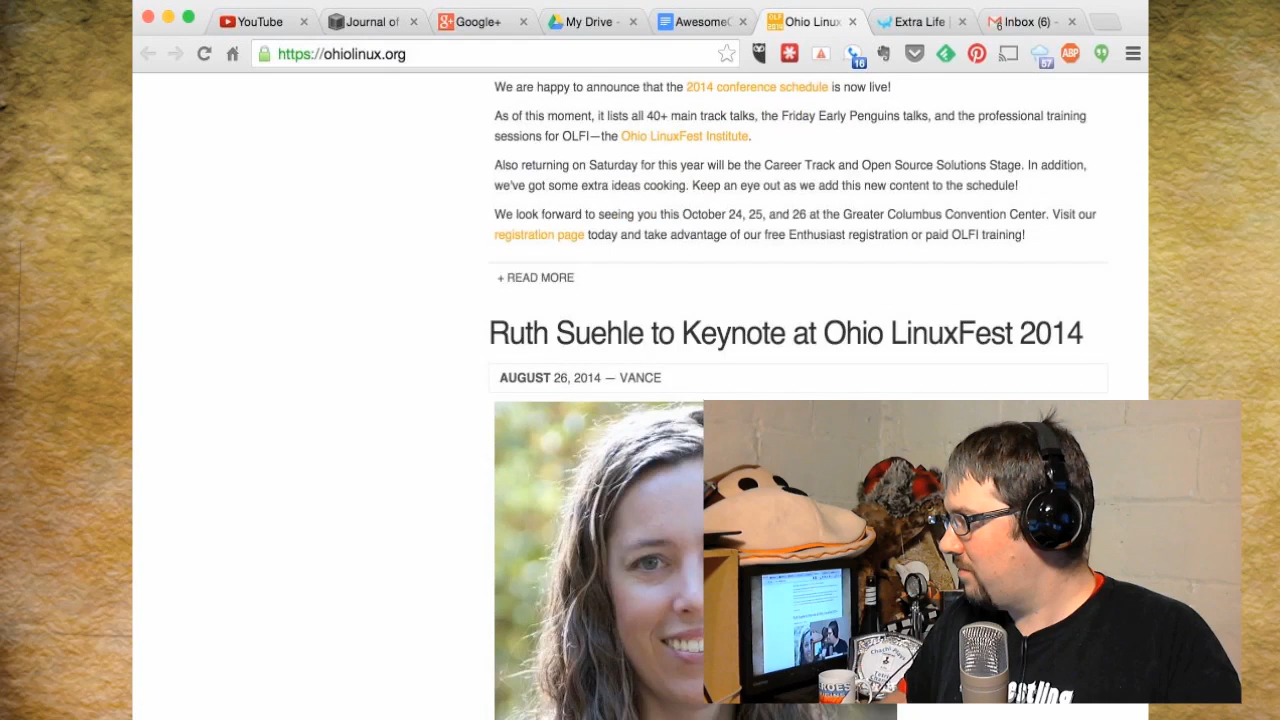 YouTube
Journal of
Google+
My Drive -
Ohio Linux
Extra Life
Inbox (6) -
https://ohiolinux.org
16
57
ABP
We are happy to announce that the 2014 conference schedule is now live!
As of this moment, it lists all 40+ main track talks, the Friday Early Penguins talks, and the professional training
sessions for OLFI—the Ohio LinuxFest Institute.
Also returning on Saturday for this year will be the Career Track and Open Source Solutions Stage. In addition,
we've got some extra ideas cooking. Keep an eye out as we add this new content to the schedule!
We look forward to seeing you this October 24, 25, and 26 at the Greater Columbus Convention Center. Visit our
registration page today and take advantage of our free Enthusiast registration or paid OLFI training!
+ READ MORE
Ruth Suehle to Keynote at Ohio LinuxFest 2014
AUGUST 26, 2014 — VANCE